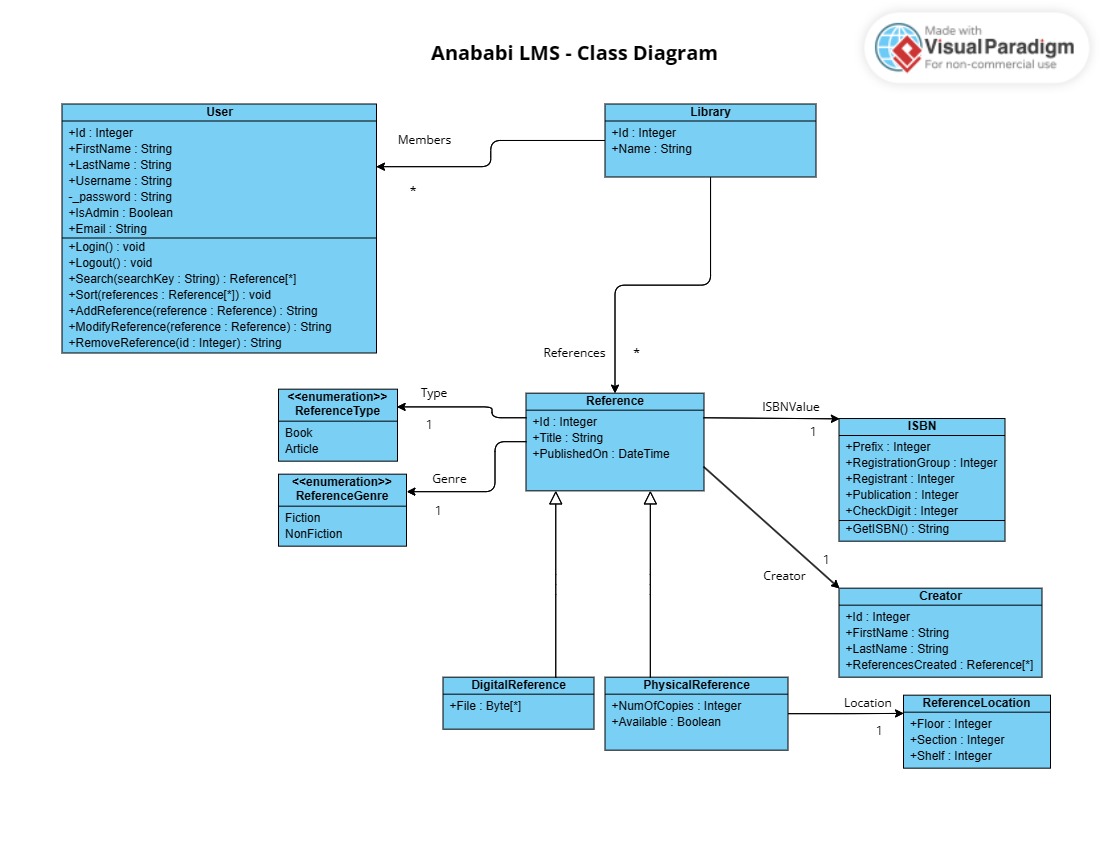 Made with
Visual Paradigm
For non-commercial use
Anababi LMS - Class Diagram
User
+Id : Integer
+FirstName : String
+LastName : String
+Username : String
-_password : String
+IsAdmin : Boolean
+Email : String
+Login() : void
+Logout() : void
+Search(searchKey : String) : Reference[*]
+Sort(references : Reference[*]) : void
+AddReference(reference : Reference) : String
+ModifyReference(reference : Reference) : String
+RemoveReference(id : Integer) : String
Members
*
Library
+Id : Integer
+Name : String
References
*
<<enumeration>>
ReferenceType
Book
Article
Type
1
<<enumeration>>
ReferenceGenre
Fiction
NonFiction
Genre
1
Reference
+Id : Integer
+Title : String
+PublishedOn : DateTime
ISBNValue
1
ISBN
+Prefix : Integer
+RegistrationGroup : Integer
+Registrant : Integer
+Publication : Integer
+CheckDigit : Integer
+GetISBN() : String
1
Creator
Creator
+Id : Integer
+FirstName : String
+LastName : String
+ReferencesCreated : Reference[*]
DigitalReference
+File : Byte[*]
PhysicalReference
+NumOfCopies : Integer
+Available : Boolean
Location
1
ReferenceLocation
+Floor : Integer
+Section : Integer
+Shelf : Integer